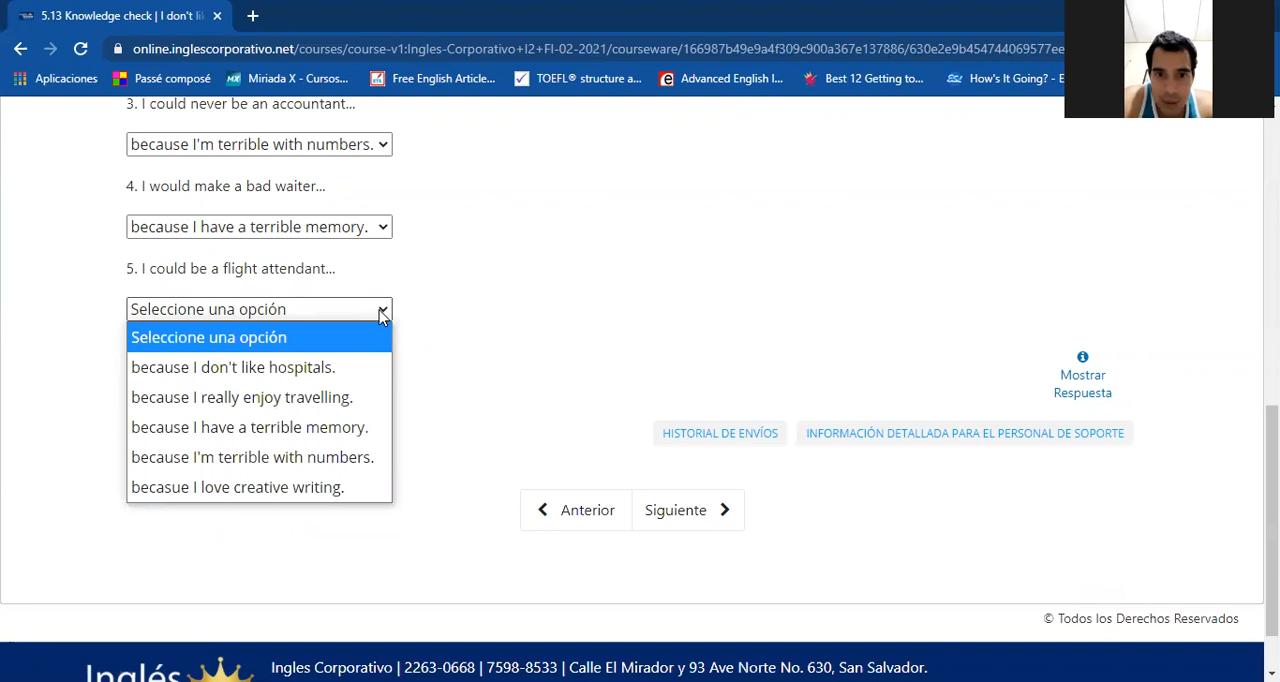 5.13 Knowledge check | I don't li
online.inglescorporativo.net/courses/course-v1:Ingles-Corporativo+I2+FI-02-2021/courseware/166987b49e9a4f309c900a367e137886/630e2e9b454744069577ee
Aplicaciones
Passé composé
MX Miriada X - Cursos...
Free English Article...
TOEFL® structure a...
Advanced English I...
Best 12 Getting to...
How's It Going? - E
3. I could never be an accountant...
because I'm terrible with numbers.
4. I would make a bad waiter...
because I have a terrible memory.
5. I could be a flight attendant...
Seleccione una opción
Seleccione una opción
because I don't like hospitals.
because I really enjoy travelling.
because I have a terrible memory.
because I'm terrible with numbers.
becasue I love creative writing.
Mostrar
Respuesta
HISTORIAL DE ENVÍOS
INFORMACIÓN DETALLADA PARA EL PERSONAL DE SOPORTE
Anterior
Siguiente
© Todos los Derechos Reservados
Inglés
Ingles Corporativo | 2263-0668 | 7598-8533 | Calle El Mirador y 93 Ave Norte No. 630, San Salvador.